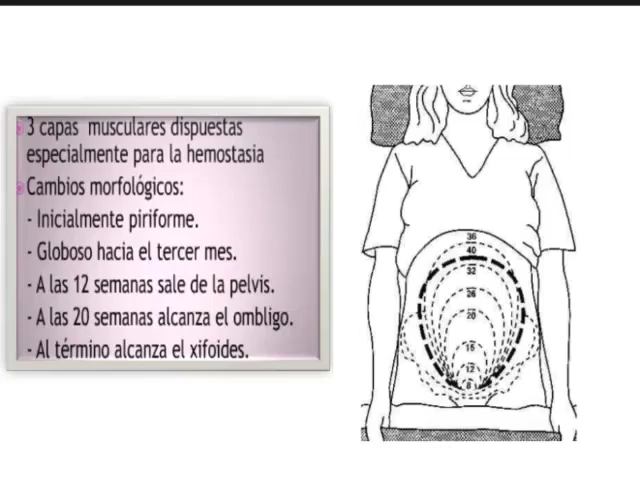 3 capas musculares dispuestas
especialmente para la hemostasia
Cambios morfológicos:
- Inicialmente piriforme.
- Globoso hacia el tercer mes.
- A las 12 semanas sale de la pelvis.
- A las 20 semanas alcanza el ombligo.
- Al término alcanza el xifoides.
36
40
32
26
20
16
12
8